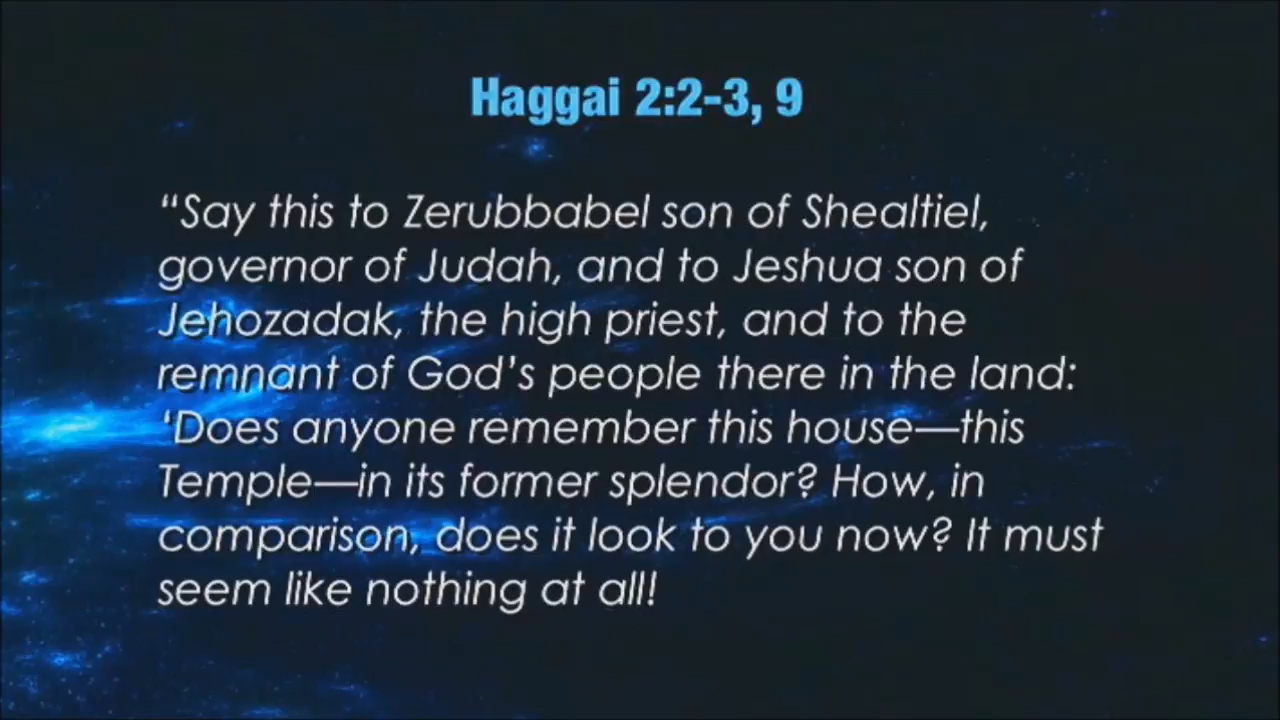 Haggai 2:2-3, 9
“Say this to Zerubbabel son of Shealtiel,
governor of Judah, and to Jeshua son of
Jehozadak, the high priest, and to the
remnant of God’s people there in the land:
‘Does anyone remember this house—this
Temple—in its former splendor? How, in
comparison, does it look to you now? It must
seem like nothing at all!